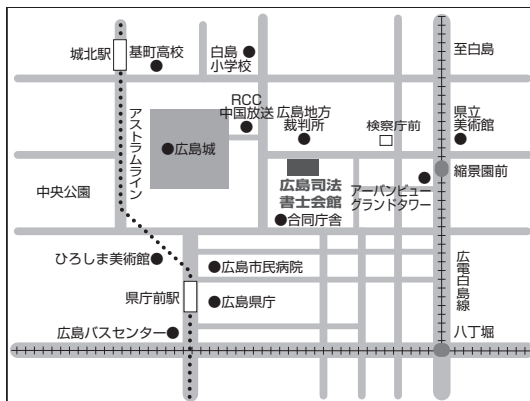 城北駅
基町高校
白島
小学校
至白島
RCC
中国放送
広島地方
裁判所
検察庁前
県立
美術館
アストラムライン
広島城
中央公園
広島司法
書士会館
アーバンビュー
グランドタワー
縮景園前
合同庁舎
ひろしま美術館
広島市民病院
広電白島線
県庁前駅
広島県庁
広島バスセンター
八丁堀